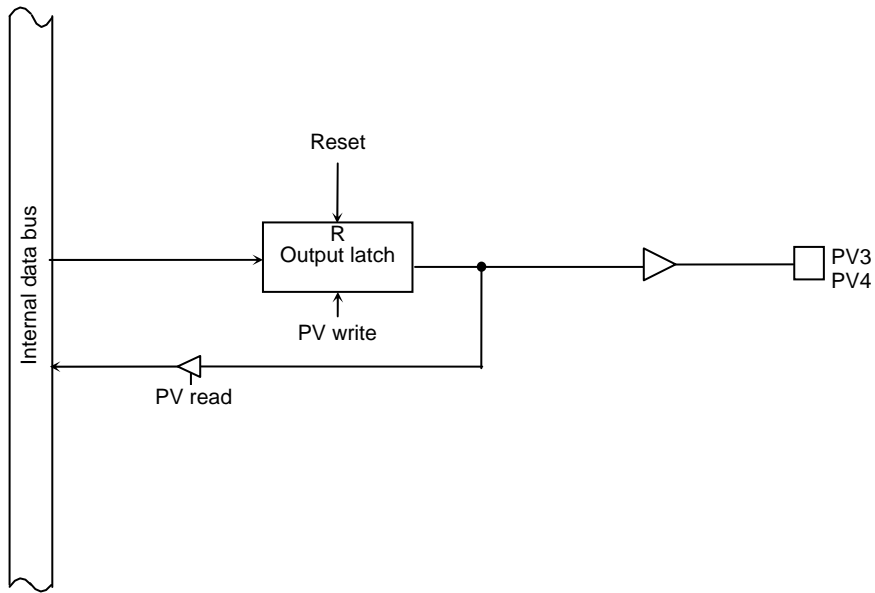 Reset
R
Output latch
PV3
PV4
Internal data bus
PV write
PV read